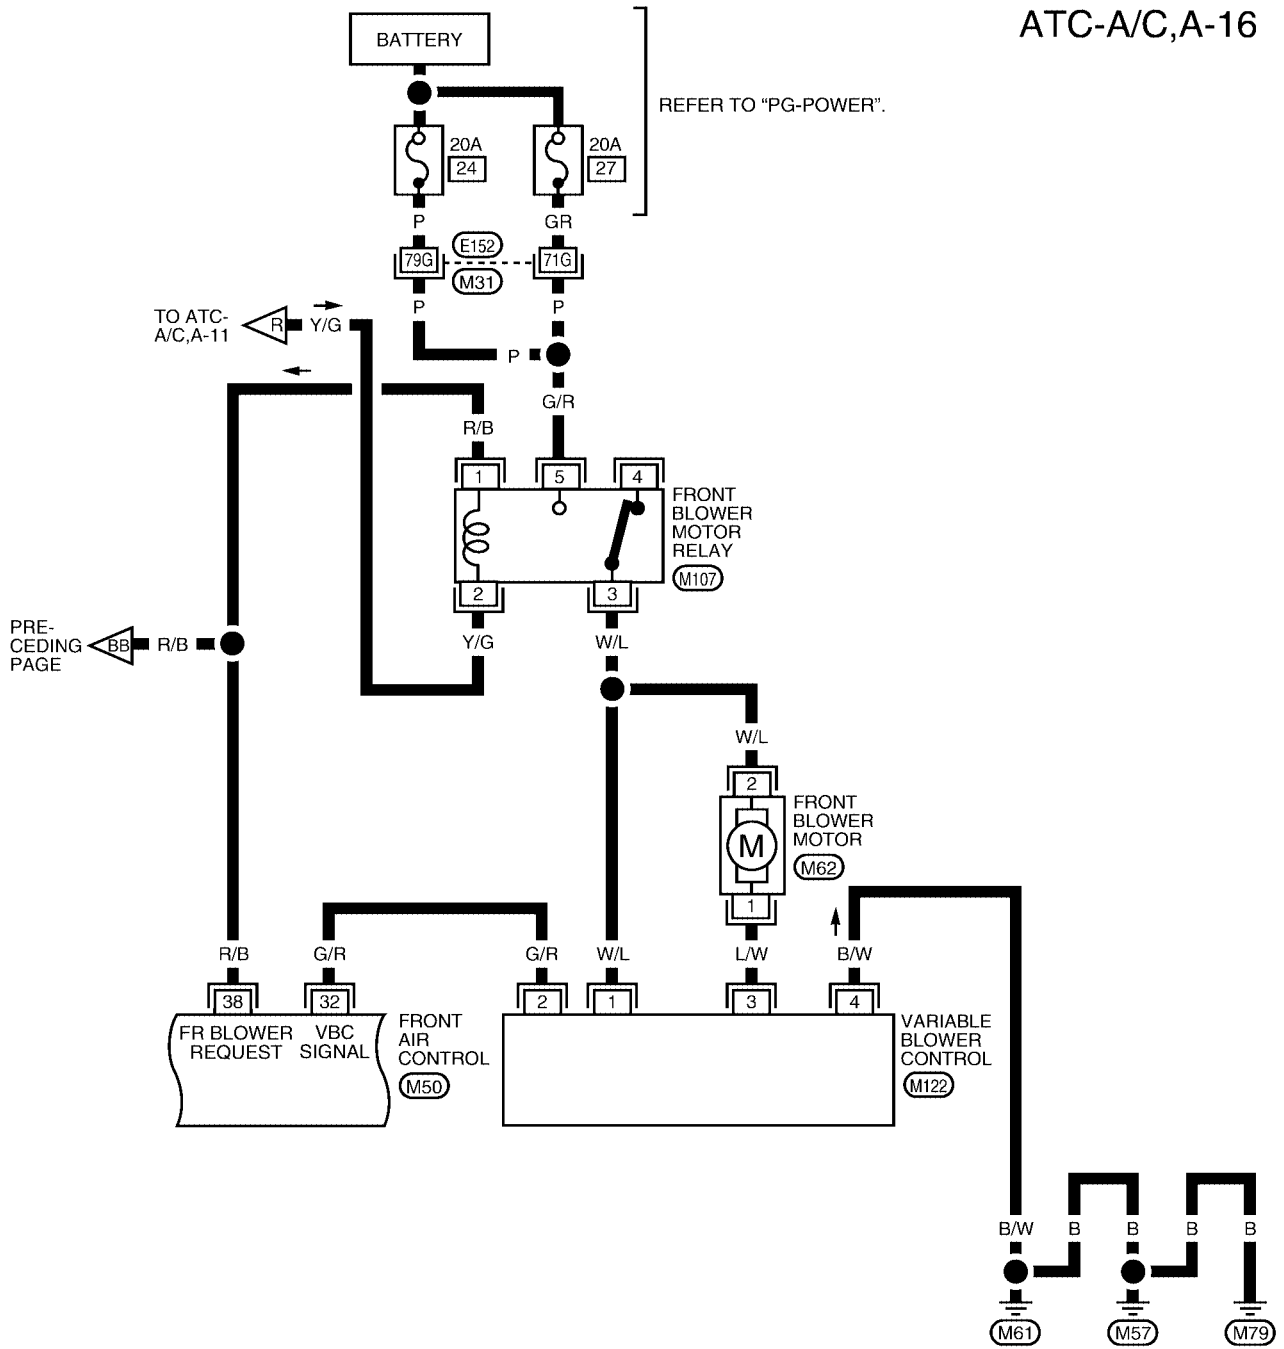 ATC-A/C,A-16
BATTERY
REFER TO “PG-POWER”.
20A
24
20A
27
P
GR
79G
E152
M31
71G
P
P
TO ATC-
A/C,A-11
R
Y/G
P
G/R
R/B
1
5
4
FRONT
BLOWER
MOTOR
RELAY
M107
2
3
Y/G
W/L
PRE-
CEDING
PAGE
BB
R/B
W/L
2
FRONT
BLOWER
MOTOR
M
M62
1
R/B
G/R
G/R
W/L
L/W
B/W
38
32
2
1
3
4
FR BLOWER
REQUEST
VBC
SIGNAL
FRONT
AIR
CONTROL
M50
VARIABLE
BLOWER
CONTROL
M122
B/W
B
B
B
B
M61
M57
M79